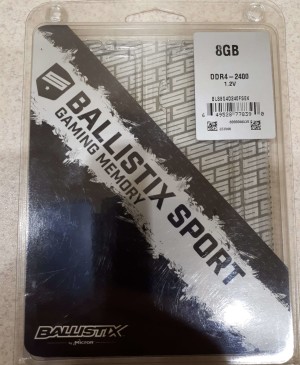 8GB
DDR4-2400
1.2V
BALLISTIX SPORT
GAMING MEMORY
BALLISTIX